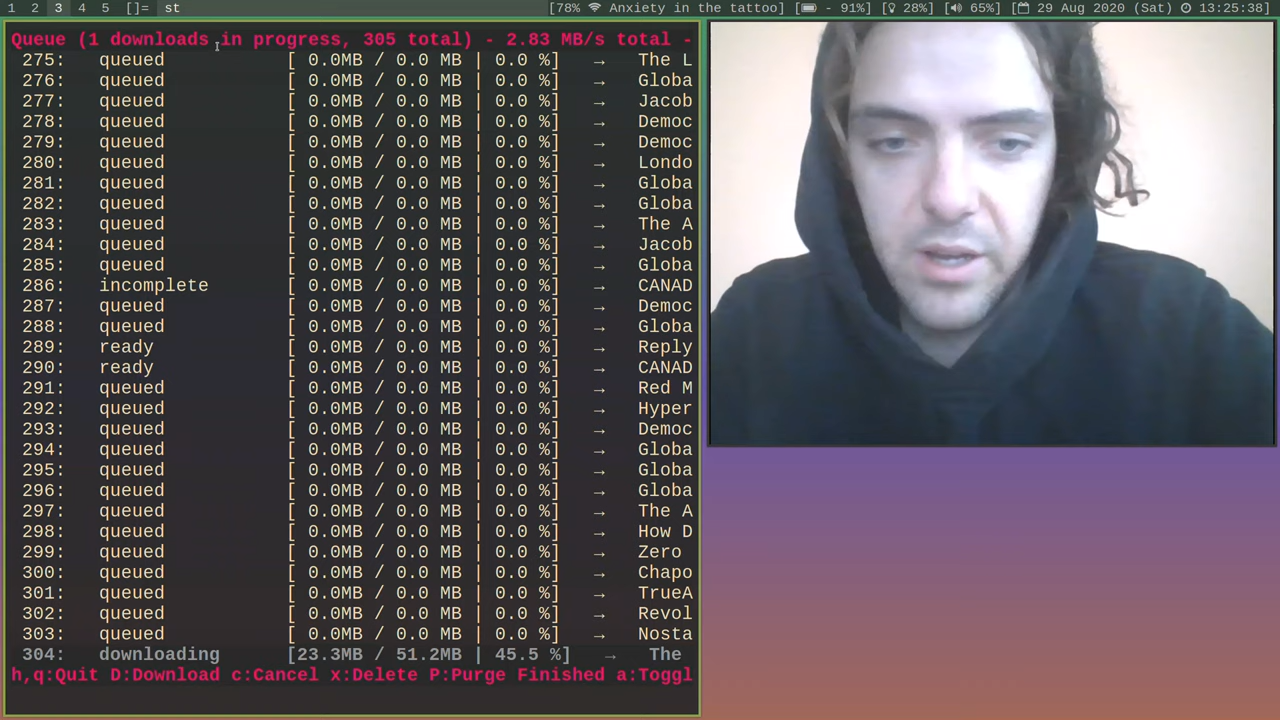 1 2 3 4 5 []= st [78% Anxiety in the tattoo] [ - 91%] [ 28%] [ 65%] [ 29 Aug 2020 (Sat) 13:25:38]
Queue (1 downloads in progress, 305 total) - 2.83 MB/s total -
275: queued [ 0.0MB / 0.0 MB | 0.0 %] → The L
276: queued [ 0.0MB / 0.0 MB | 0.0 %] → Globa
277: queued [ 0.0MB / 0.0 MB | 0.0 %] → Jacob
278: queued [ 0.0MB / 0.0 MB | 0.0 %] → Democ
279: queued [ 0.0MB / 0.0 MB | 0.0 %] → Democ
280: queued [ 0.0MB / 0.0 MB | 0.0 %] → Londo
281: queued [ 0.0MB / 0.0 MB | 0.0 %] → Globa
282: queued [ 0.0MB / 0.0 MB | 0.0 %] → Globa
283: queued [ 0.0MB / 0.0 MB | 0.0 %] → The A
284: queued [ 0.0MB / 0.0 MB | 0.0 %] → Jacob
285: queued [ 0.0MB / 0.0 MB | 0.0 %] → Globa
286: incomplete [ 0.0MB / 0.0 MB | 0.0 %] → CANAD
287: queued [ 0.0MB / 0.0 MB | 0.0 %] → Democ
288: queued [ 0.0MB / 0.0 MB | 0.0 %] → Globa
289: ready [ 0.0MB / 0.0 MB | 0.0 %] → Reply
290: ready [ 0.0MB / 0.0 MB | 0.0 %] → CANAD
291: queued [ 0.0MB / 0.0 MB | 0.0 %] → Red M
292: queued [ 0.0MB / 0.0 MB | 0.0 %] → Hyper
293: queued [ 0.0MB / 0.0 MB | 0.0 %] → Democ
294: queued [ 0.0MB / 0.0 MB | 0.0 %] → Globa
295: queued [ 0.0MB / 0.0 MB | 0.0 %] → Globa
296: queued [ 0.0MB / 0.0 MB | 0.0 %] → Globa
297: queued [ 0.0MB / 0.0 MB | 0.0 %] → The A
298: queued [ 0.0MB / 0.0 MB | 0.0 %] → How D
299: queued [ 0.0MB / 0.0 MB | 0.0 %] → Zero
300: queued [ 0.0MB / 0.0 MB | 0.0 %] → Chapo
301: queued [ 0.0MB / 0.0 MB | 0.0 %] → TrueA
302: queued [ 0.0MB / 0.0 MB | 0.0 %] → Revol
303: queued [ 0.0MB / 0.0 MB | 0.0 %] → Nosta
304: downloading [23.3MB / 51.2MB | 45.5 %] → The
h,q:Quit D:Download c:Cancel x:Delete P:Purge Finished a:Toggl